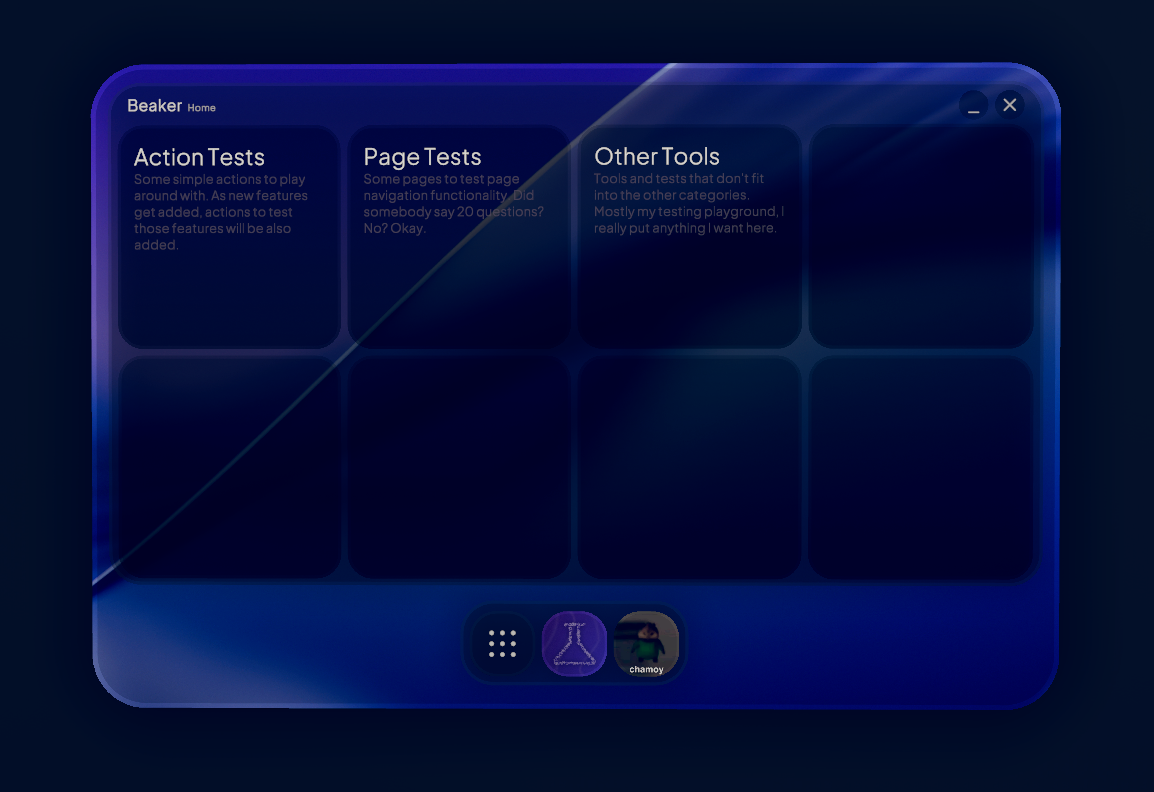 Beaker Home
Action Tests
Some simple actions to play
around with. As new features
get added, actions to test
those features will be also
added.
Page Tests
Some pages to test page
navigation functionality. Did
somebody say 20 questions?
No? Okay.
Other Tools
Tools and tests that don't fit
into the other categories.
Mostly my testing playground, I
really put anything I want here.
chamoy